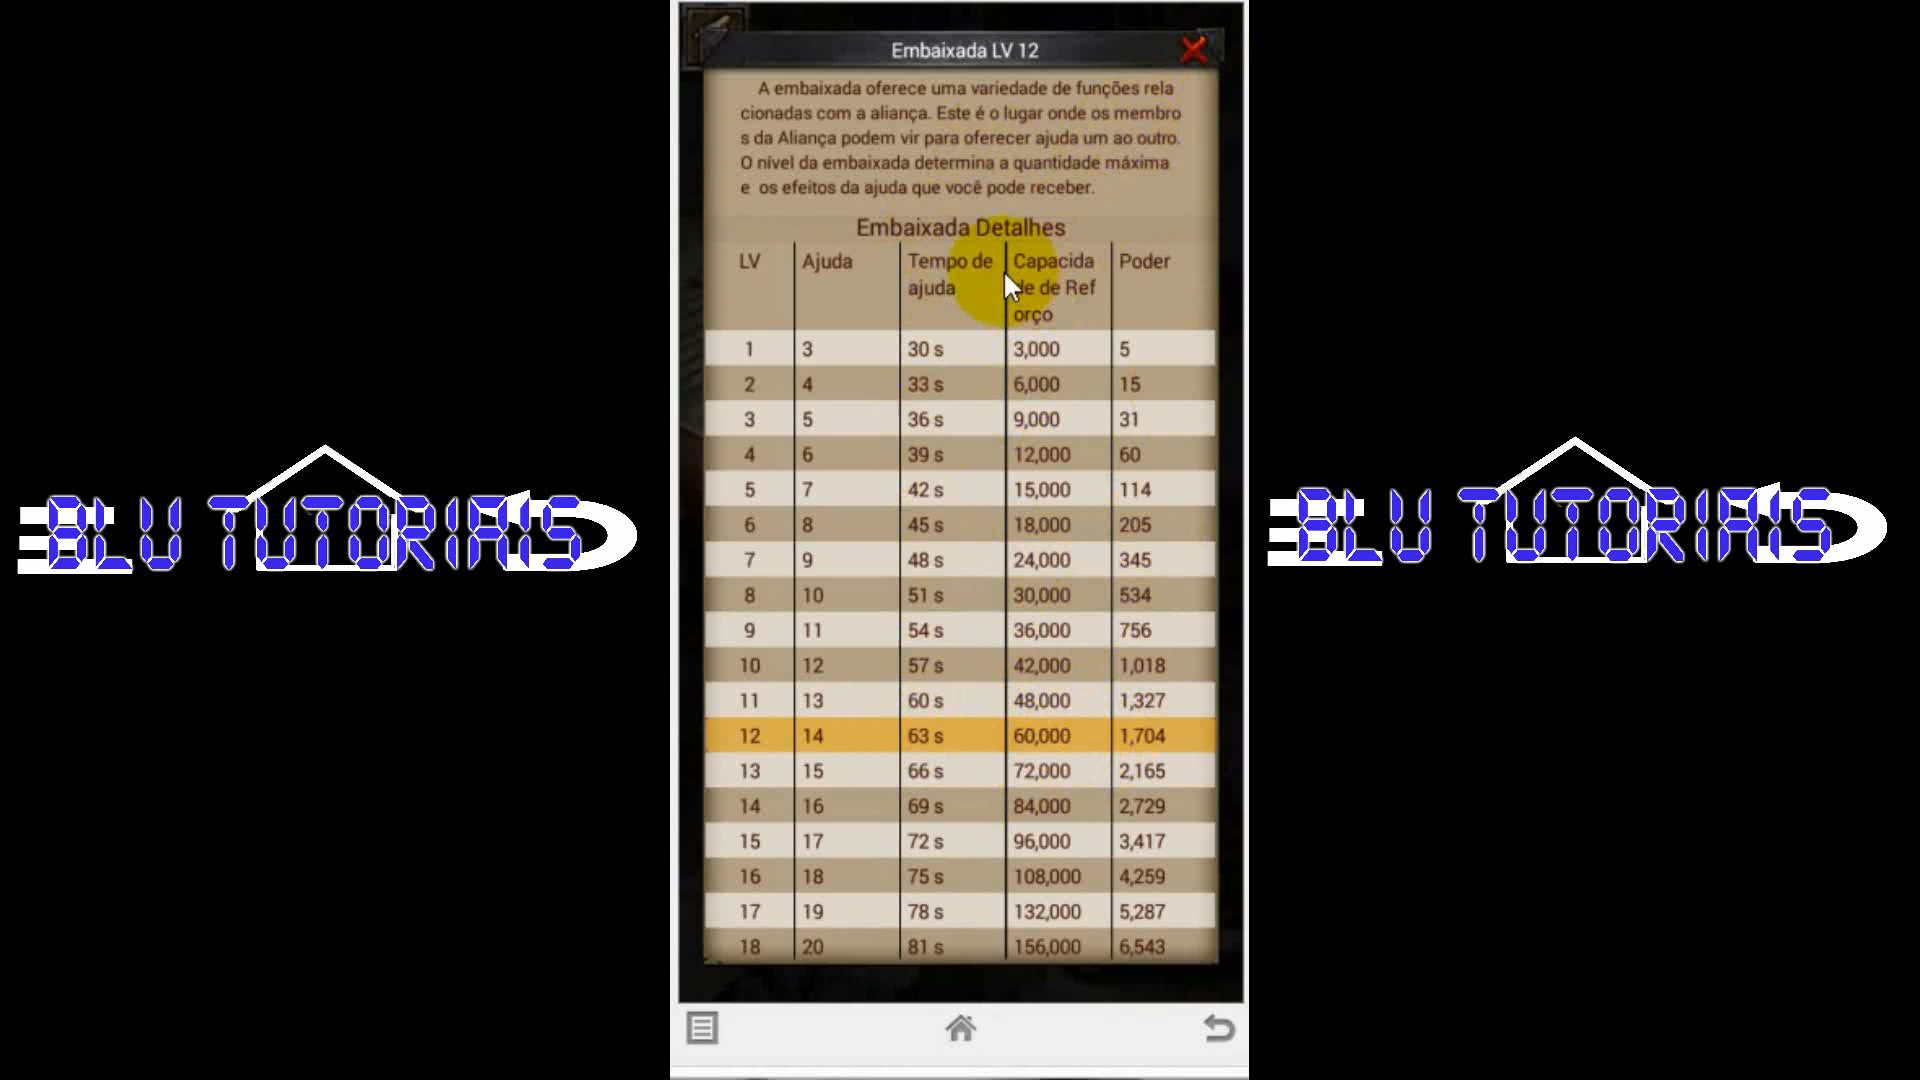 Embaixada LV 12
A embaixada oferece uma variedade de funções rela
cionadas com a aliança. Este é o lugar onde os membro
s da Aliança podem vir para oferecer ajuda um ao outro.
O nível da embaixada determina a quantidade máxima
e os efeitos da ajuda que você pode receber.
Embaixada Detalhes
LV Ajuda Tempo de ajuda Capacida de de Ref orço Poder
1 3 30 s 3,000 5
2 4 33 s 6,000 15
3 5 36 s 9,000 31
4 6 39 s 12,000 60
5 7 42 s 15,000 114
6 8 45 s 18,000 205
7 9 48 s 24,000 345
8 10 51 s 30,000 534
9 11 54 s 36,000 756
10 12 57 s 42,000 1,018
11 13 60 s 48,000 1,327
12 14 63 s 60,000 1,704
13 15 66 s 72,000 2,165
14 16 69 s 84,000 2,729
15 17 72 s 96,000 3,417
16 18 75 s 108,000 4,259
17 19 78 s 132,000 5,287
18 20 81 s 156,000 6,543
BLU TUTORIAIS
BLU TUTORIAIS